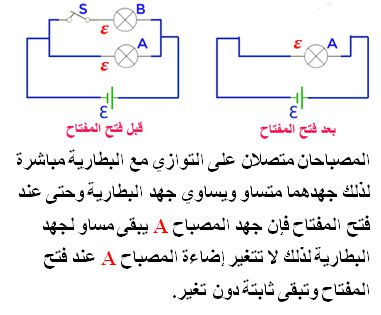 S B
ε
A
ε
ε
قبل فتح المفتاح
A
ε
ε
بعد فتح المفتاح
المصباحان متصلان على التوازي مع البطارية مباشرة
لذلك جهدهما متساو ويساوي جهد البطارية وحتى عند
فتح المفتاح فإن جهد المصباح A يبقى مساو لجهد
البطارية لذلك لا تتغير إضاءة المصباح A عند فتح
المفتاح وتبقى ثابتة دون تغير.